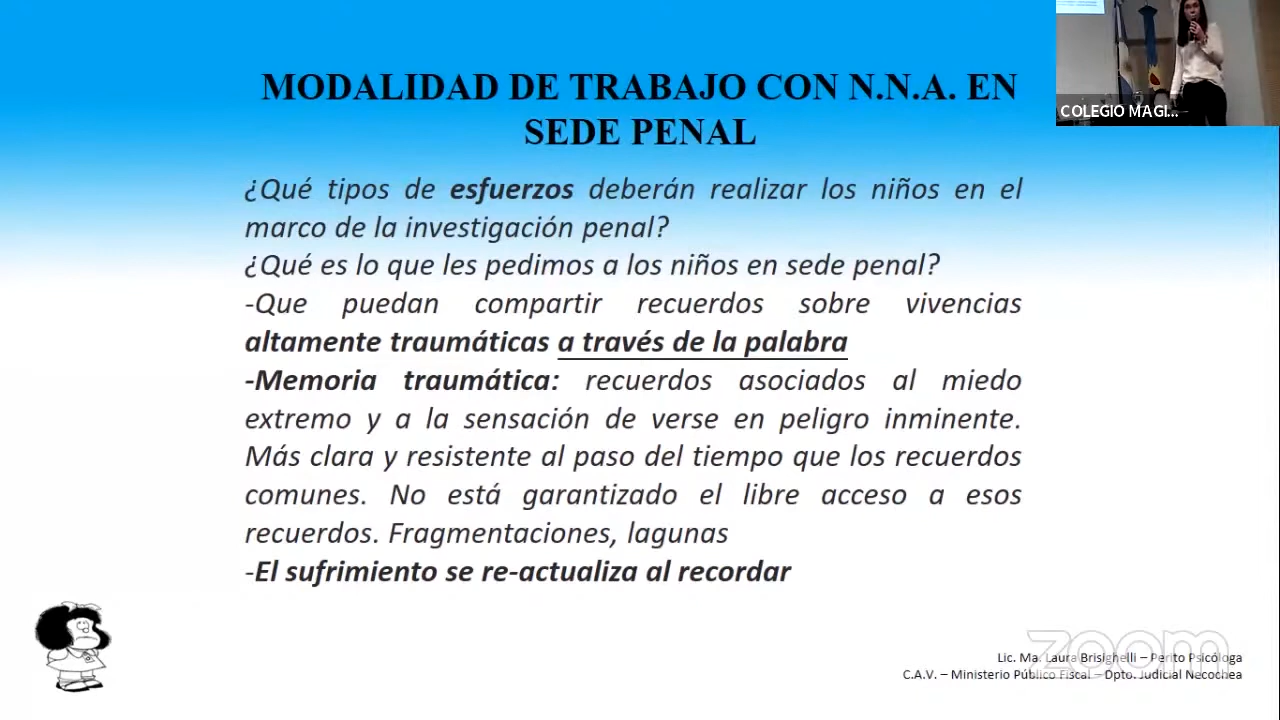 MODALIDAD DE TRABAJO CON N.N.A. EN
SEDE PENAL
COLEGIO MAGI...
¿Qué tipos de esfuerzos deberán realizar los niños en el
marco de la investigación penal?
¿Qué es lo que les pedimos a los niños en sede penal?
-Que puedan compartir recuerdos sobre vivencias
altamente traumáticas a través de la palabra
-Memoria traumática: recuerdos asociados al miedo
extremo y a la sensación de verse en peligro inminente.
Más clara y resistente al paso del tiempo que los recuerdos
comunes. No está garantizado el libre acceso a esos
recuerdos. Fragmentaciones, lagunas
-El sufrimiento se re-actualiza al recordar
zoom
Lic. Ma. Laura Brisighelli – Perito Psicóloga
C.A.V. – Ministerio Público Fiscal – Dpto. Judicial Necochea